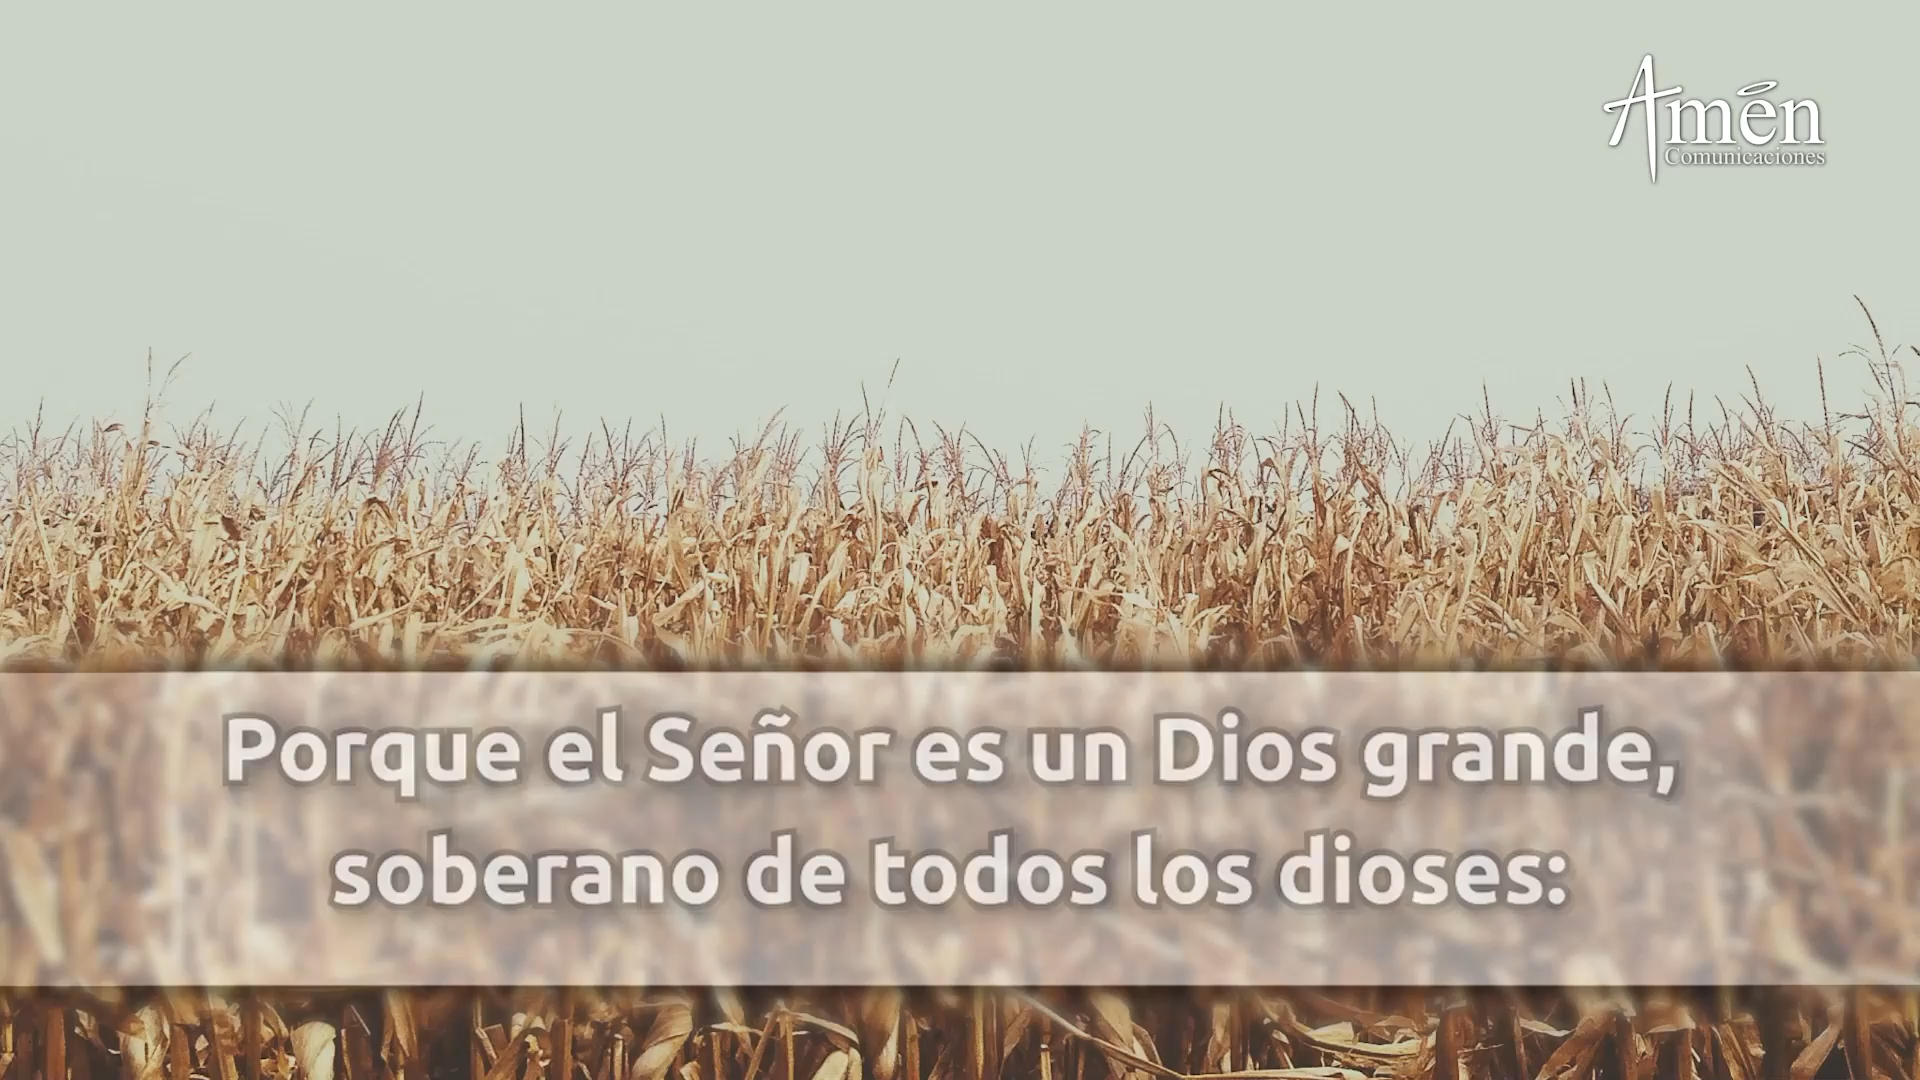 Amén
Comunicaciones
Porque el Señor es un Dios grande,
soberano de todos los dioses: